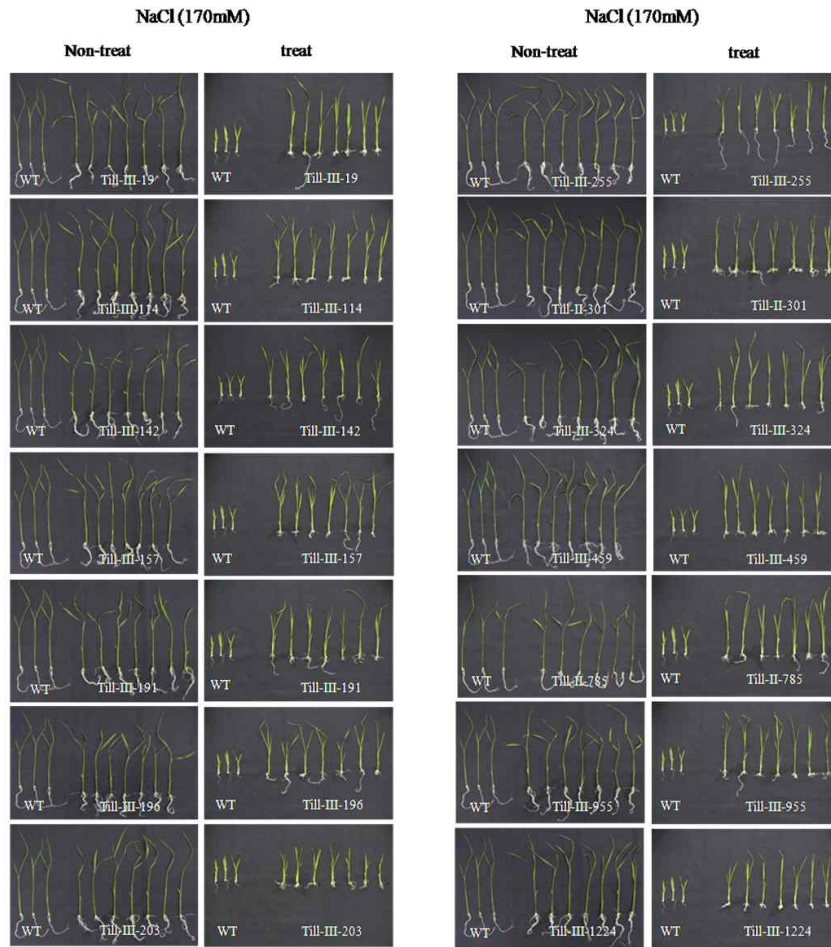 NaCl (170mM)
Non-treat treat
WT Till-III-19 WT Till-III-19
WT Till-III-114 WT Till-III-114
WT Till-III-142 WT Till-III-142
WT Till-III-157 WT Till-III-157
WT Till-III-191 WT Till-III-191
WT Till-III-196 WT Till-III-196
WT Till-III-203 WT Till-III-203
NaCl (170mM)
Non-treat treat
WT Till-II-255 WT Till-III-255
WT Till-II-301 WT Till-II-301
WT Till-III-324 WT Till-III-324
WT Till-III-459 WT Till-III-459
WT Till-II-785 WT Till-II-785
WT Till-III-955 WT Till-III-955
WT Till-III-1224 WT Till-III-1224